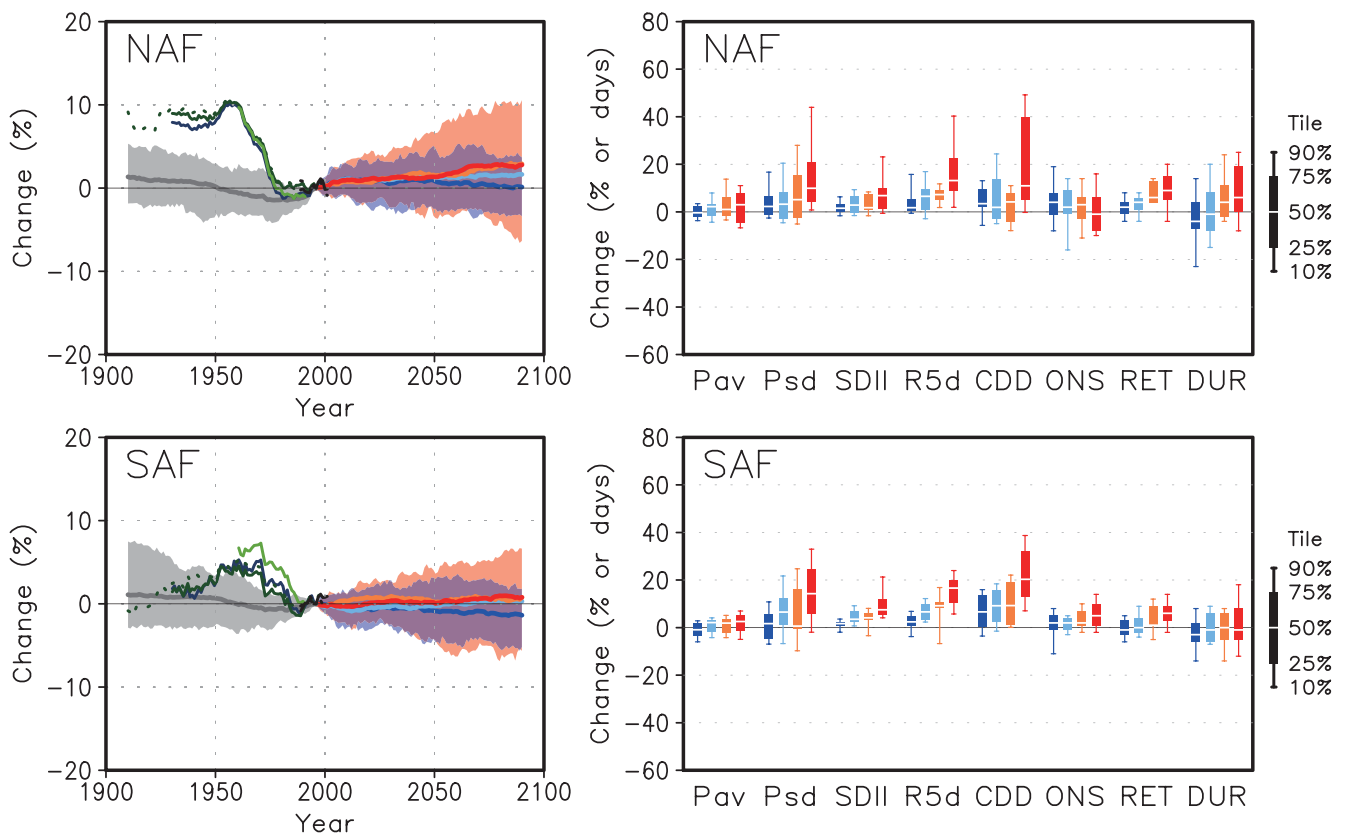 NAF
Change (%)
20
10
0
−10
−20
1900 1950 2000 2050 2100
Year
NAF
Change (% or days)
80
60
40
20
0
−20
−40
−60
Pav Psd SDII R5d CDD ONS RET DUR
Tile
90%
75%
50%
25%
10%
SAF
Change (%)
20
10
0
−10
−20
1900 1950 2000 2050 2100
Year
SAF
Change (% or days)
80
60
40
20
0
−20
−40
−60
Pav Psd SDII R5d CDD ONS RET DUR
Tile
90%
75%
50%
25%
10%